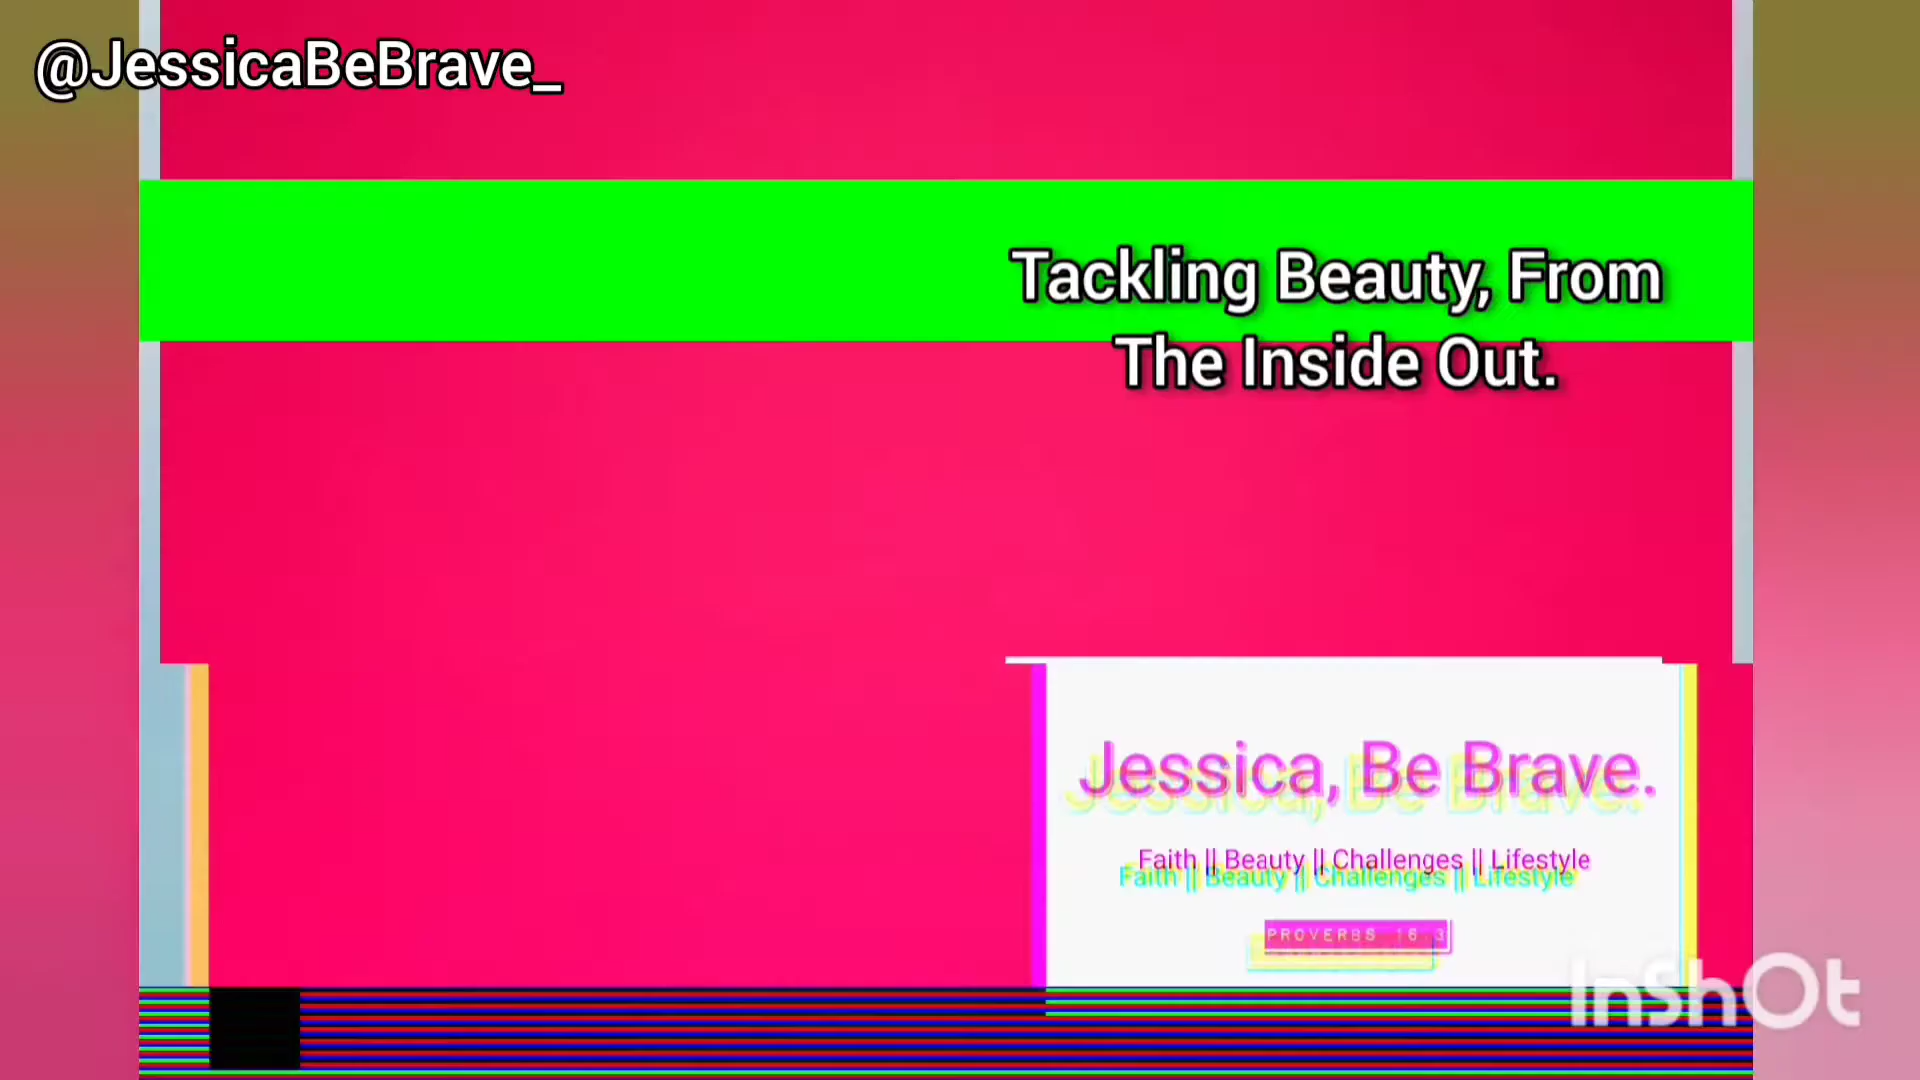 @JessicaBeBrave_
Tackling Beauty, From
The Inside Out.
Jessica, Be Brave.
Faith || Beauty || Challenges || Lifestyle
PROVERBS 16:3
InShOt